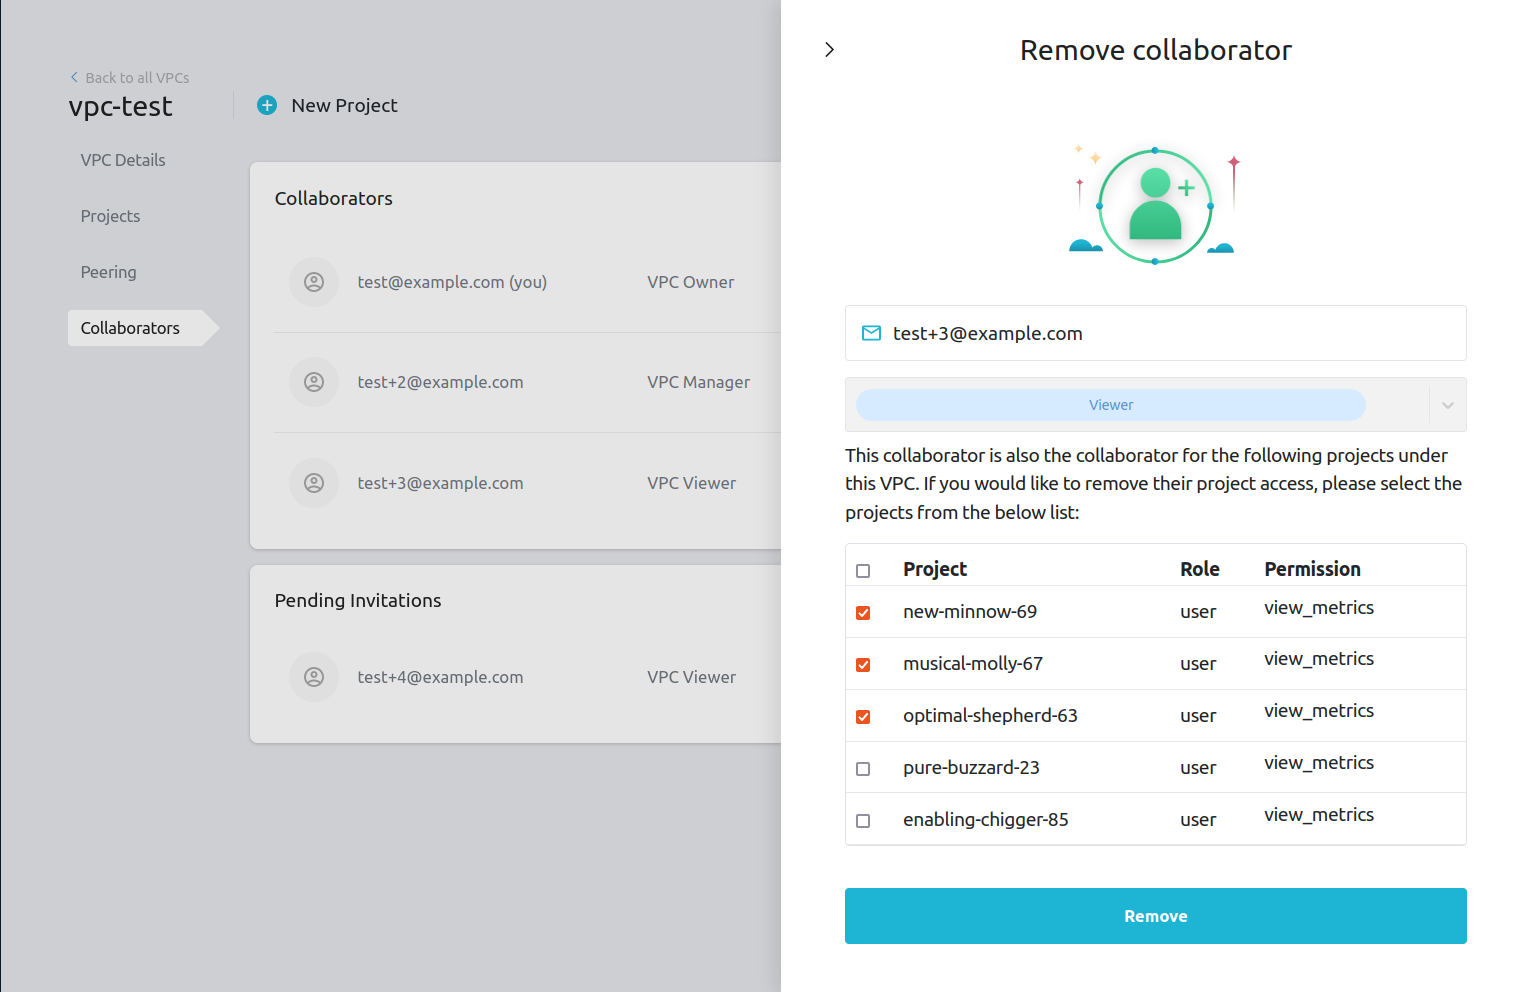 Back to all VPCs
vpc-test
New Project
VPC Details
Projects
Peering
Collaborators
Collaborators
test@example.com (you) VPC Owner
test+2@example.com VPC Manager
test+3@example.com VPC Viewer
Pending Invitations
test+4@example.com VPC Viewer
Remove collaborator
test+3@example.com
Viewer
This collaborator is also the collaborator for the following projects under
this VPC. If you would like to remove their project access, please select the
projects from the below list:
Project Role Permission
new-minnow-69 user view_metrics
musical-molly-67 user view_metrics
optimal-shepherd-63 user view_metrics
pure-buzzard-23 user view_metrics
enabling-chigger-85 user view_metrics
Remove